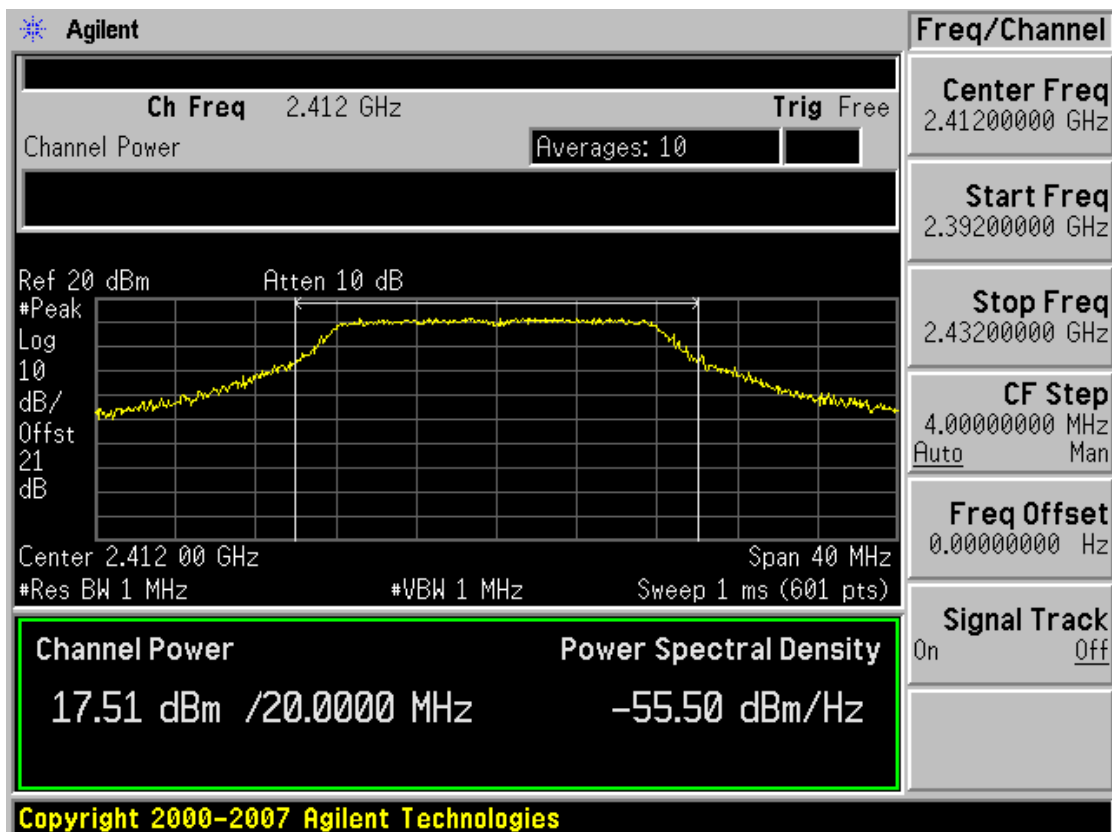 Agilent
Freq/Channel
Ch Freq 2.412 GHz Trig Free
Channel Power Averages: 10
Ref 20 dBm Atten 10 dB
#Peak
Log
10
dB/
Offst
21
dB
Center 2.412 00 GHz Span 40 MHz
#Res BW 1 MHz #VBW 1 MHz Sweep 1 ms (601 pts)
Channel Power Power Spectral Density
17.51 dBm /20.0000 MHz -55.50 dBm/Hz
Center Freq
2.41200000 GHz
Start Freq
2.39200000 GHz
Stop Freq
2.43200000 GHz
CF Step
4.00000000 MHz
Auto Man
Freq Offset
0.00000000 Hz
Signal Track
On Off
Copyright 2000-2007 Agilent Technologies